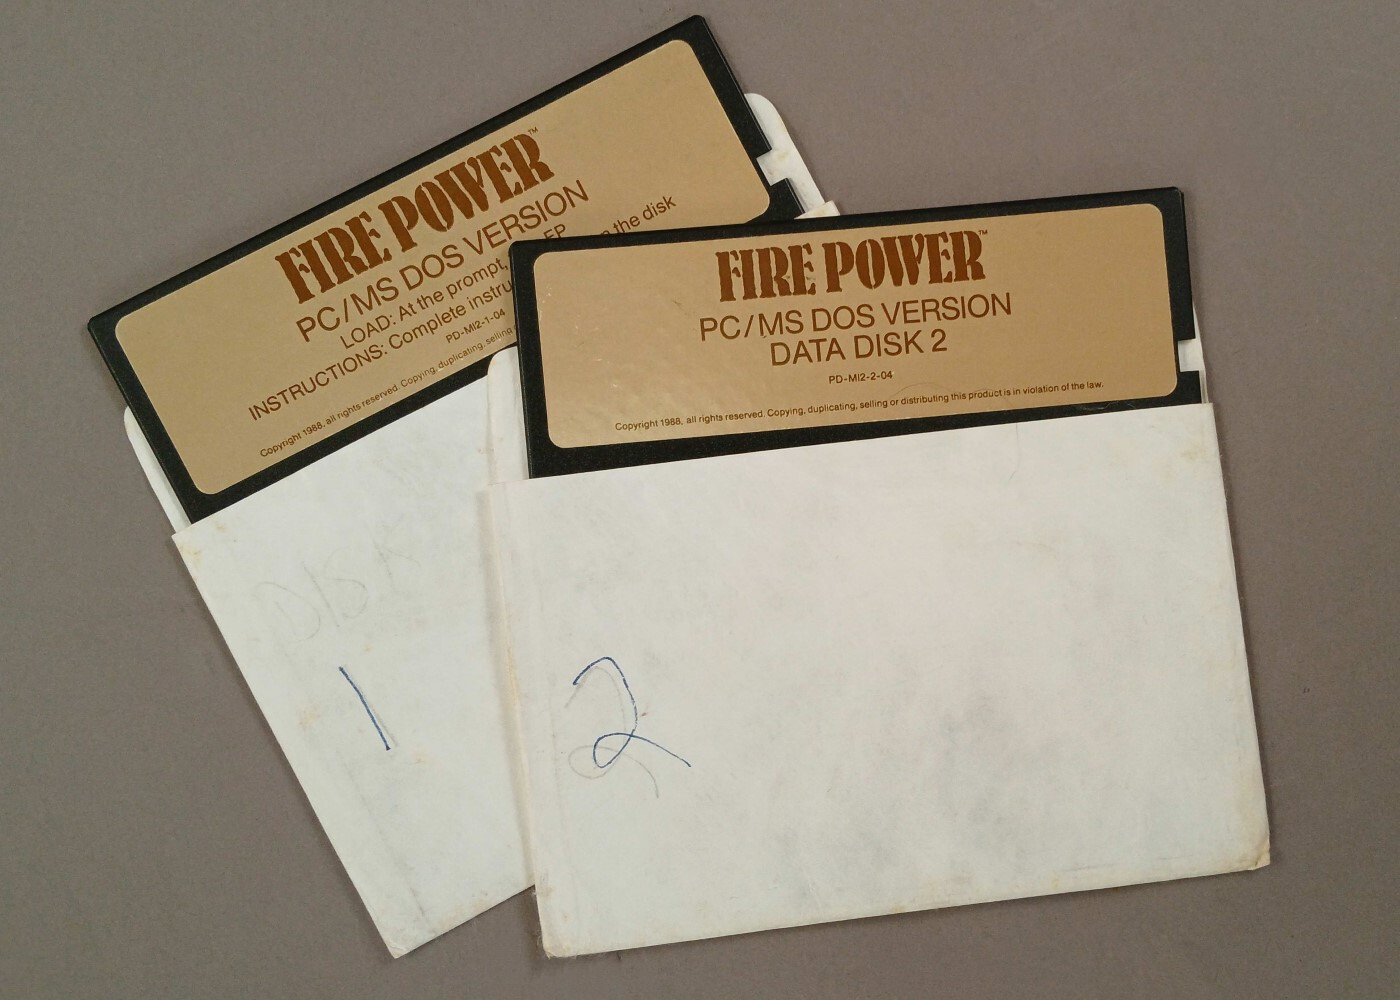 FIRE POWER™
PC/MS DOS VERSION
LOAD: At the prompt, FP
INSTRUCTIONS: Complete the disk
PD-MI2-1-04
Copyright 1988, all rights reserved. Copying, duplicating, selling
DISK
1
FIRE POWER™
PC/MS DOS VERSION
DATA DISK 2
PD-MI2-2-04
Copyright 1988, all rights reserved. Copying, duplicating, selling or distributing this product is in violation of the law.
2